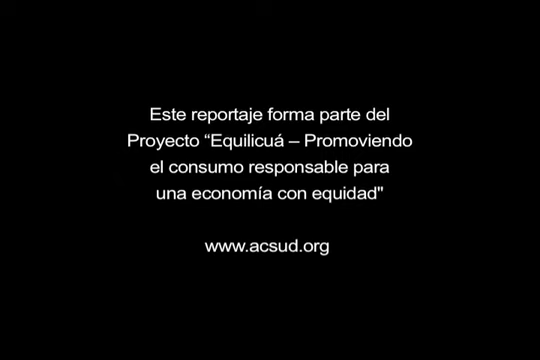 Este reportaje forma parte del
Proyecto “Equilicuá – Promoviendo
el consumo responsable para
una economía con equidad"
www.acsud.org